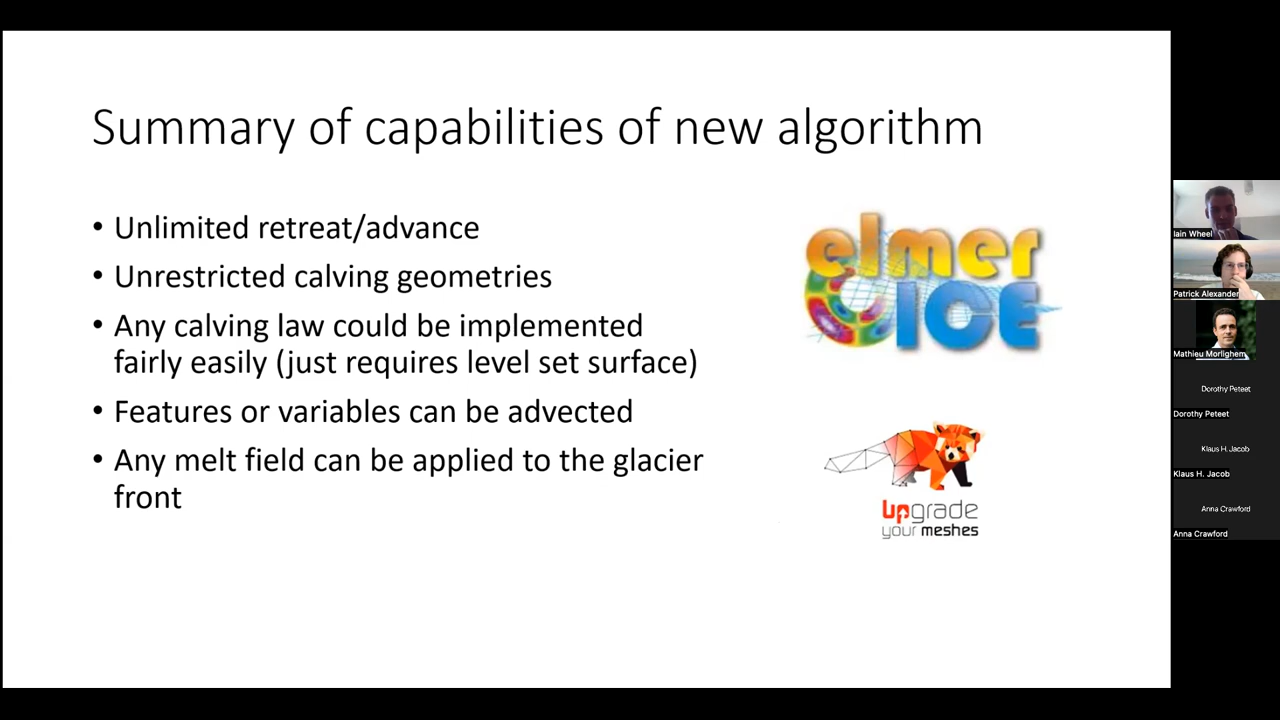 Summary of capabilities of new algorithm
• Unlimited retreat/advance
• Unrestricted calving geometries
• Any calving law could be implemented
fairly easily (just requires level set surface)
• Features or variables can be advected
• Any melt field can be applied to the glacier
front
elmer
ICE
upgrade
your meshes
Iain Wheel
Patrick Alexander
Mathieu Morlighem
Dorothy Peteet
Dorothy Peteet
Klaus H. Jacob
Klaus H. Jacob
Anna Crawford
Anna Crawford